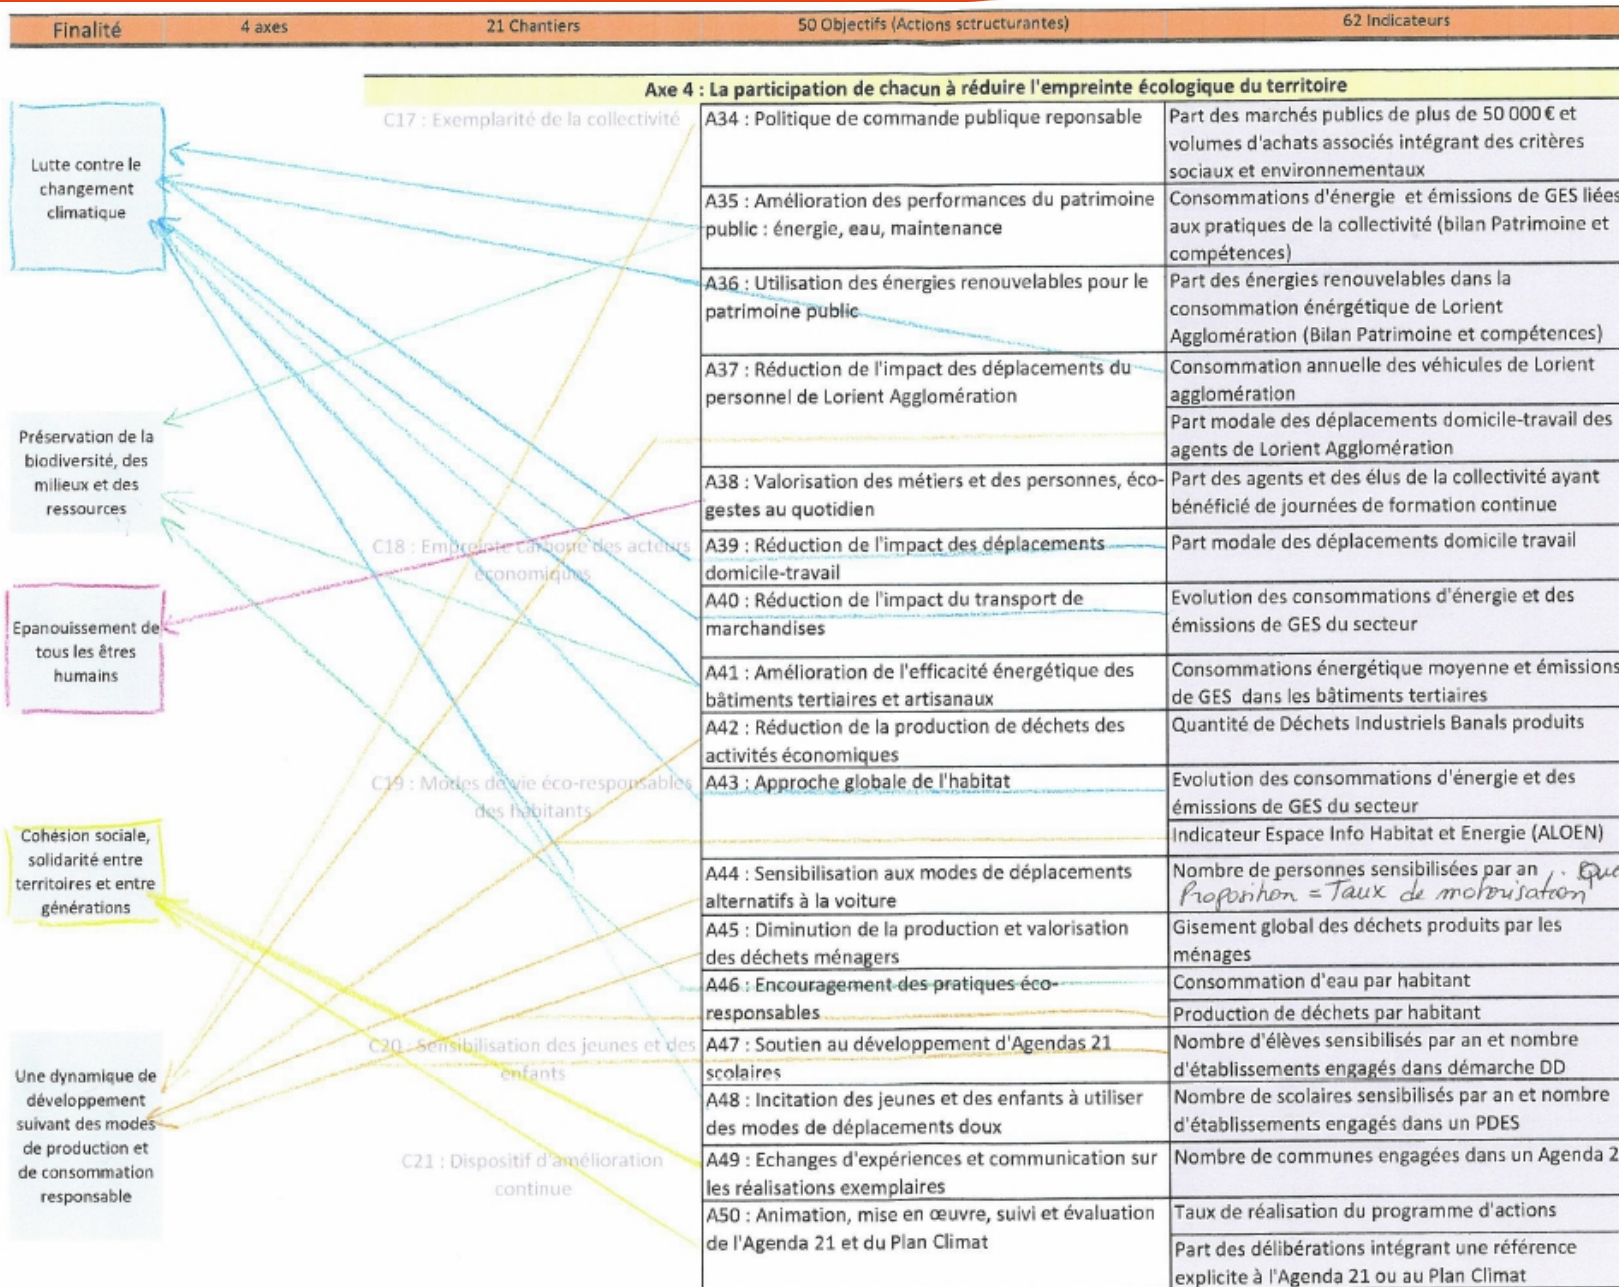 Finalité
4 axes
21 Chantiers
50 Objectifs (Actions sctructurantes)
62 Indicateurs
Axe 4 : La participation de chacun à réduire l'empreinte écologique du territoire
Lutte contre le
changement
climatique
Préservation de la
biodiversité, des
milieux et des
ressources
Epanouissement de
tous les êtres
humains
Cohésion sociale,
solidarité entre
territoires et entre
générations
Une dynamique de
développement
suivant des modes
de production et
de consommation
responsable
C17 : Exemplarité de la collectivité
A34 : Politique de commande publique reponsable
Part des marchés publics de plus de 50 000 € et
volumes d'achats associés intégrant des critères
sociaux et environnementaux
A35 : Amélioration des performances du patrimoine
public : énergie, eau, maintenance
Consommations d'énergie et émissions de GES liées
aux pratiques de la collectivité (bilan Patrimoine et
compétences)
A36 : Utilisation des énergies renouvelables pour le
patrimoine public
Part des énergies renouvelables dans la
consommation énérgétique de Lorient
Agglomération (Bilan Patrimoine et compétences)
A37 : Réduction de l'impact des déplacements du
personnel de Lorient Agglomération
Consommation annuelle des véhicules de Lorient
agglomération
Part modale des déplacements domicile-travail des
agents de Lorient Agglomération
A38 : Valorisation des métiers et des personnes, éco-
gestes au quotidien
Part des agents et des élus de la collectivité ayant
bénéficié de journées de formation continue
C18 : Empreinte carbone des acteurs
économiques
A39 : Réduction de l'impact des déplacements
domicile-travail
Part modale des déplacements domicile travail
A40 : Réduction de l'impact du transport de
marchandises
Evolution des consommations d'énergie et des
émissions de GES du secteur
A41 : Amélioration de l'efficacité énergétique des
bâtiments tertiaires et artisanaux
Consommations énergétique moyenne et émissions
de GES dans les bâtiments tertiaires
A42 : Réduction de la production de déchets des
activités économiques
Quantité de Déchets Industriels Banals produits
C19 : Modes de vie éco-responsables
des habitants
A43 : Approche globale de l'habitat
Evolution des consommations d'énergie et des
émissions de GES du secteur
Indicateur Espace Info Habitat et Energie (ALOEN)
A44 : Sensibilisation aux modes de déplacements
alternatifs à la voiture
Nombre de personnes sensibilisées par an
Proposition = Taux de motorisation
A45 : Diminution de la production et valorisation
des déchets ménagers
Gisement global des déchets produits par les
ménages
A46 : Encouragement des pratiques éco-
responsables
Consommation d'eau par habitant
Production de déchets par habitant
C20 : Sensibilisation des jeunes et des
enfants
A47 : Soutien au développement d'Agendas 21
scolaires
Nombre d'élèves sensibilisés par an et nombre
d'établissements engagés dans démarche DD
A48 : Incitation des jeunes et des enfants à utiliser
des modes de déplacements doux
Nombre de scolaires sensibilisés par an et nombre
d'établissements engagés dans un PDES
C21 : Dispositif d'amélioration
continue
A49 : Echanges d'expériences et communication sur
les réalisations exemplaires
Nombre de communes engagées dans un Agenda 2
A50 : Animation, mise en œuvre, suivi et évaluation
de l'Agenda 21 et du Plan Climat
Taux de réalisation du programme d'actions
Part des délibérations intégrant une référence
explicite à l'Agenda 21 ou au Plan Climat